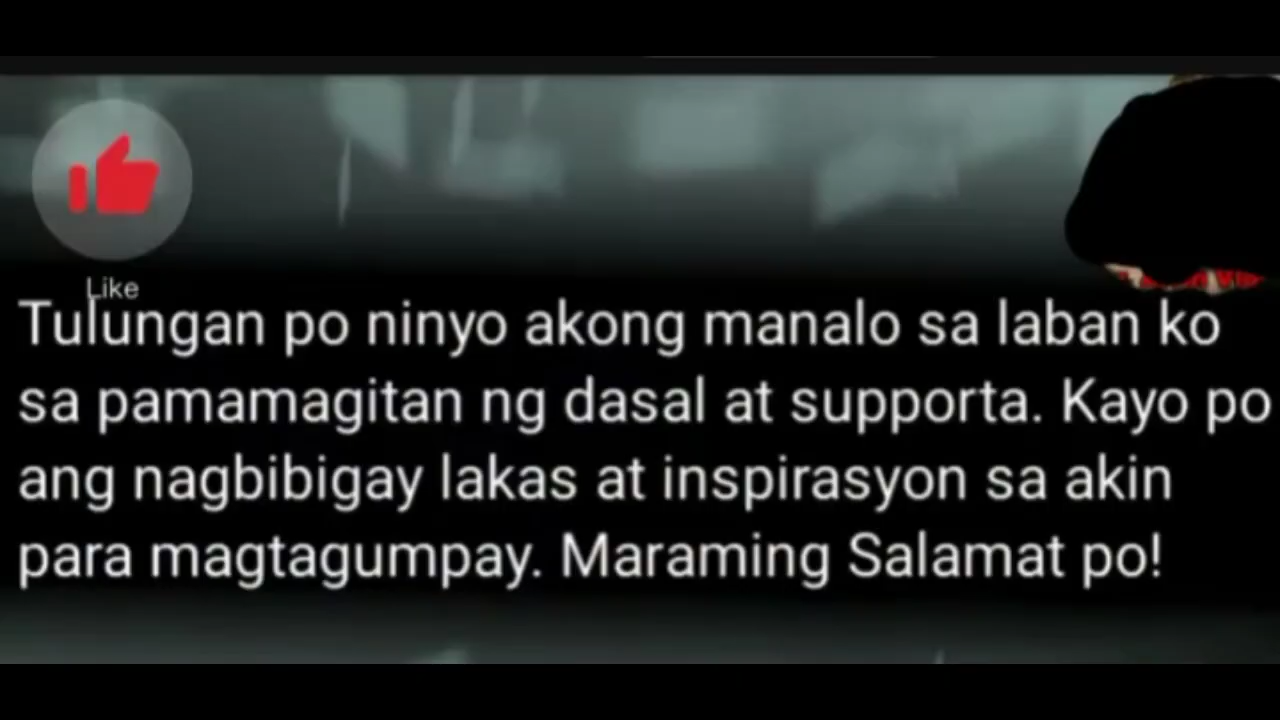 Like
Tulungan po ninyo akong manalo sa laban ko
sa pamamagitan ng dasal at supporta. Kayo po
ang nagbibigay lakas at inspirasyon sa akin
para magtagumpay. Maraming Salamat po!